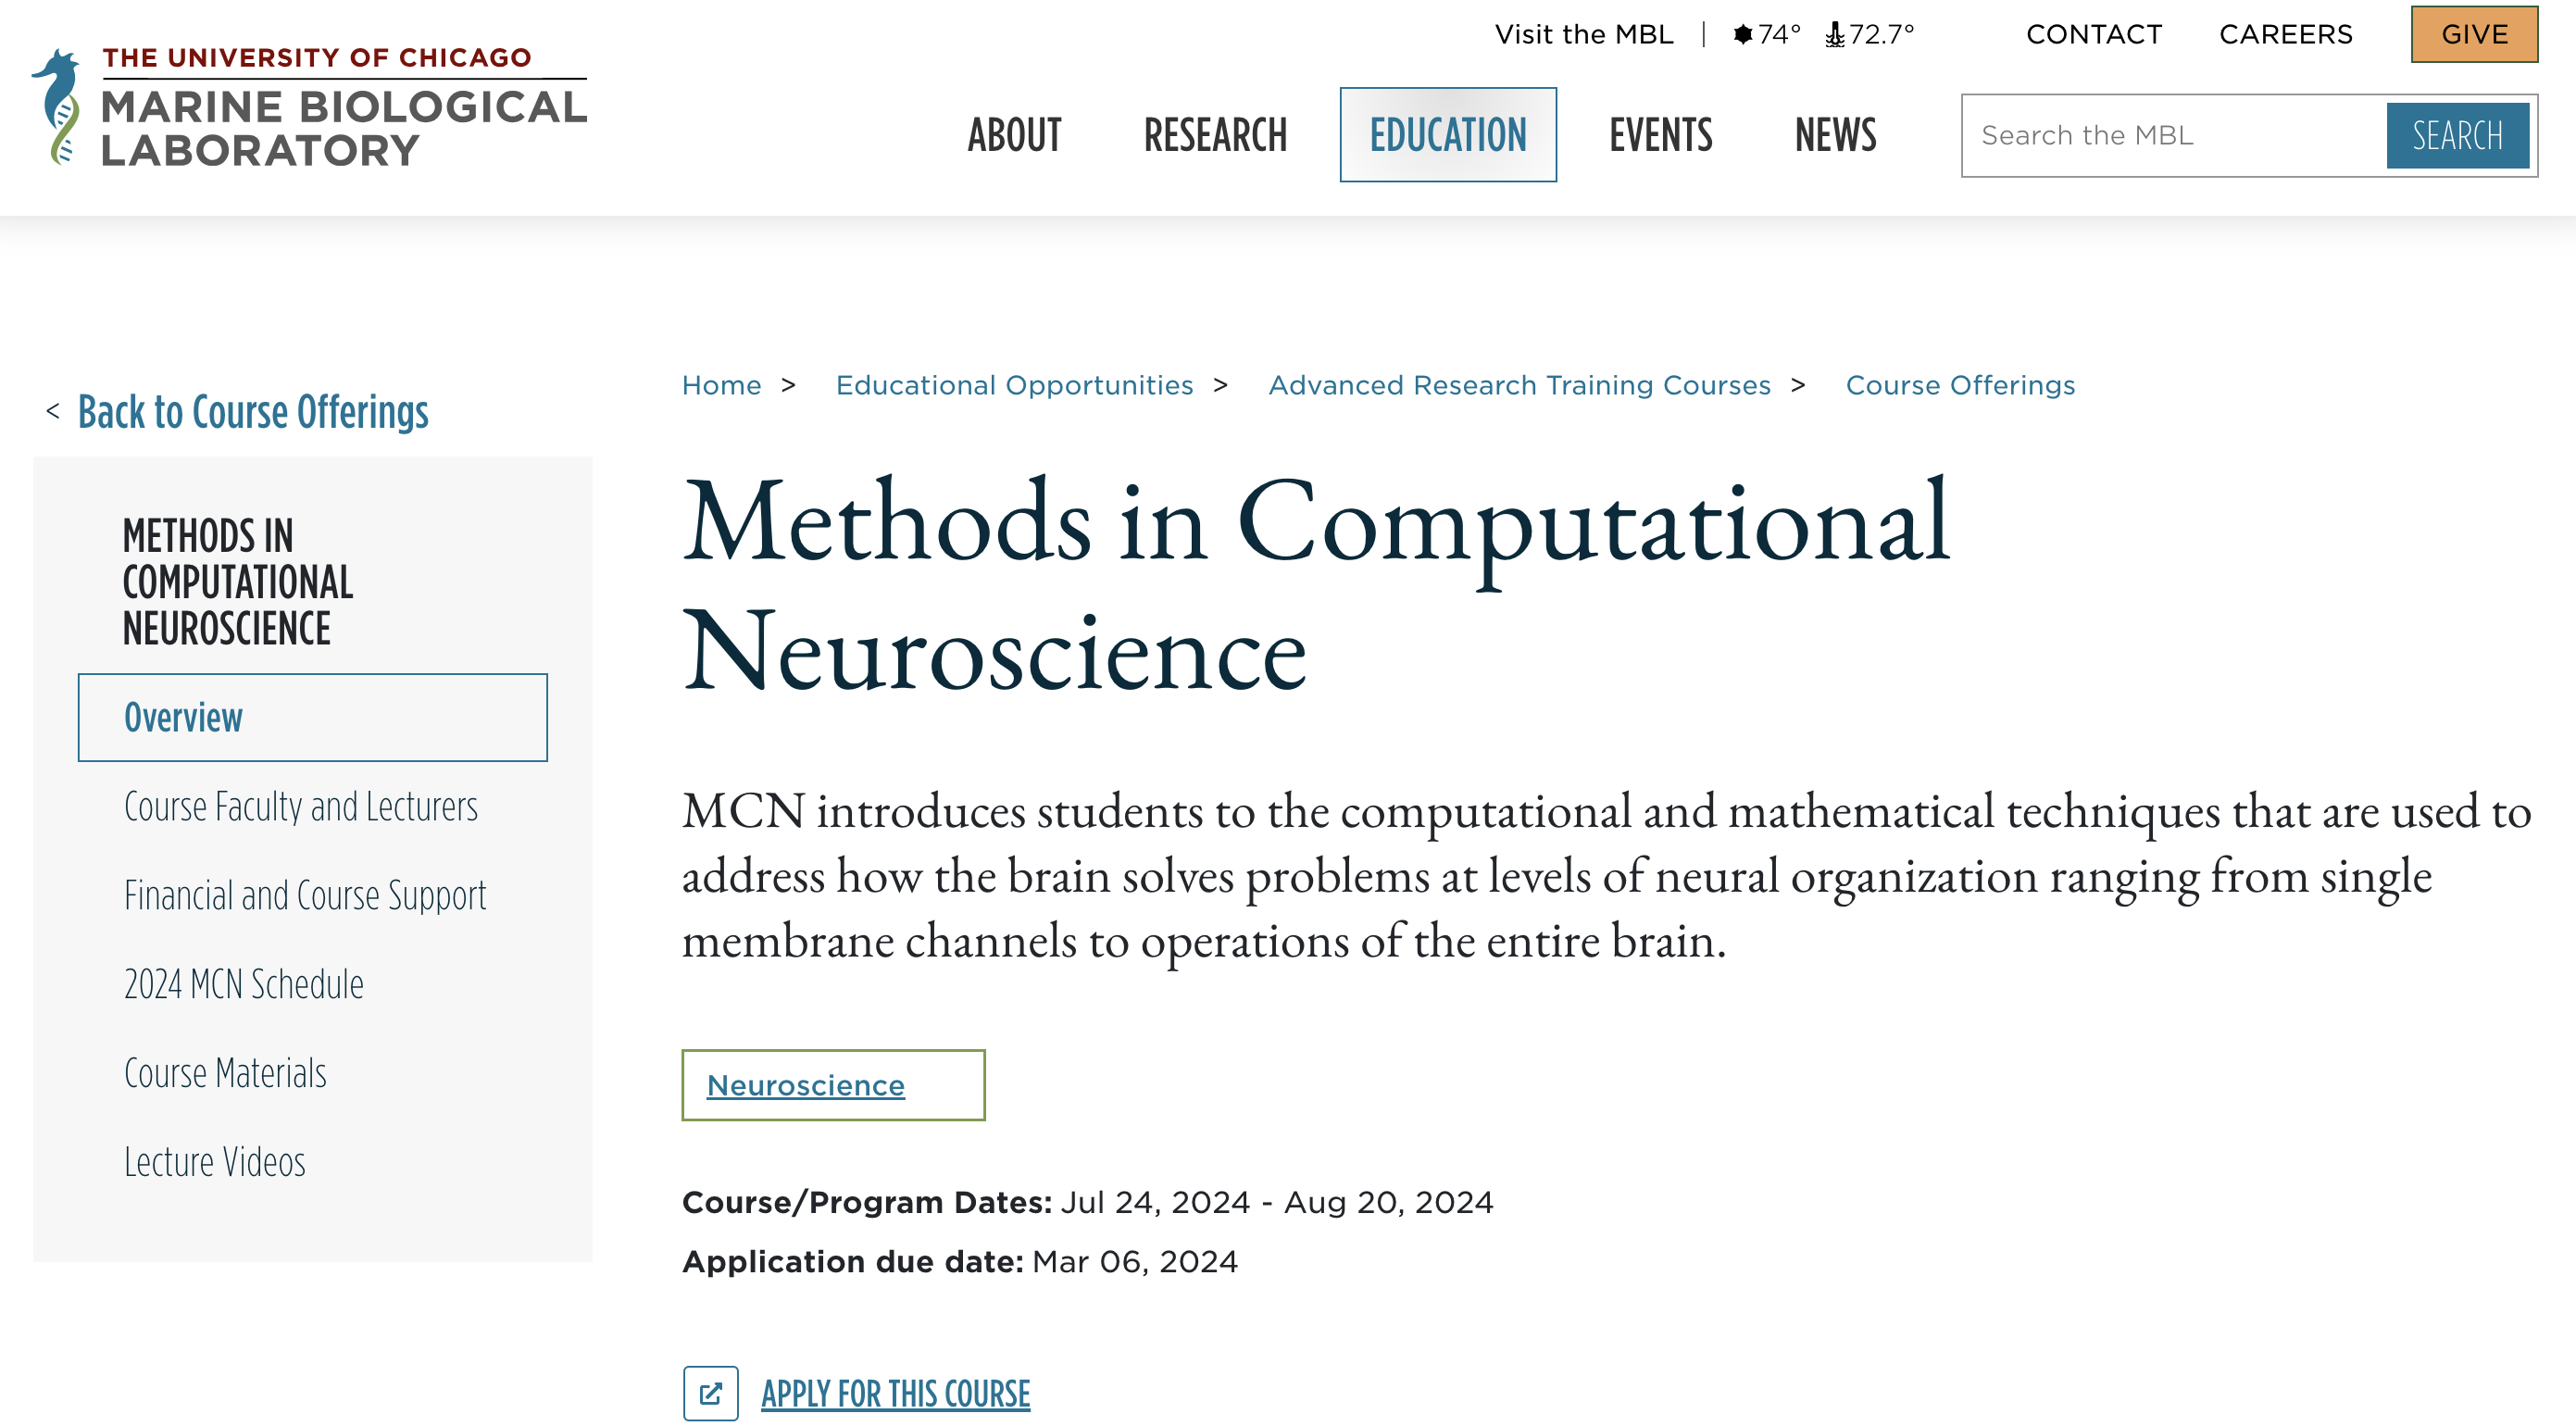 Visit the MBL | 74° 72.7° CONTACT CAREERS GIVE
THE UNIVERSITY OF CHICAGO
MARINE BIOLOGICAL
LABORATORY
ABOUT RESEARCH EDUCATION EVENTS NEWS Search the MBL SEARCH
< Back to Course Offerings
METHODS IN
COMPUTATIONAL
NEUROSCIENCE
Overview
Course Faculty and Lecturers
Financial and Course Support
2024 MCN Schedule
Course Materials
Lecture Videos
Home > Educational Opportunities > Advanced Research Training Courses > Course Offerings
Methods in Computational
Neuroscience
MCN introduces students to the computational and mathematical techniques that are used to
address how the brain solves problems at levels of neural organization ranging from single
membrane channels to operations of the entire brain.
Neuroscience
Course/Program Dates: Jul 24, 2024 - Aug 20, 2024
Application due date: Mar 06, 2024
APPLY FOR THIS COURSE